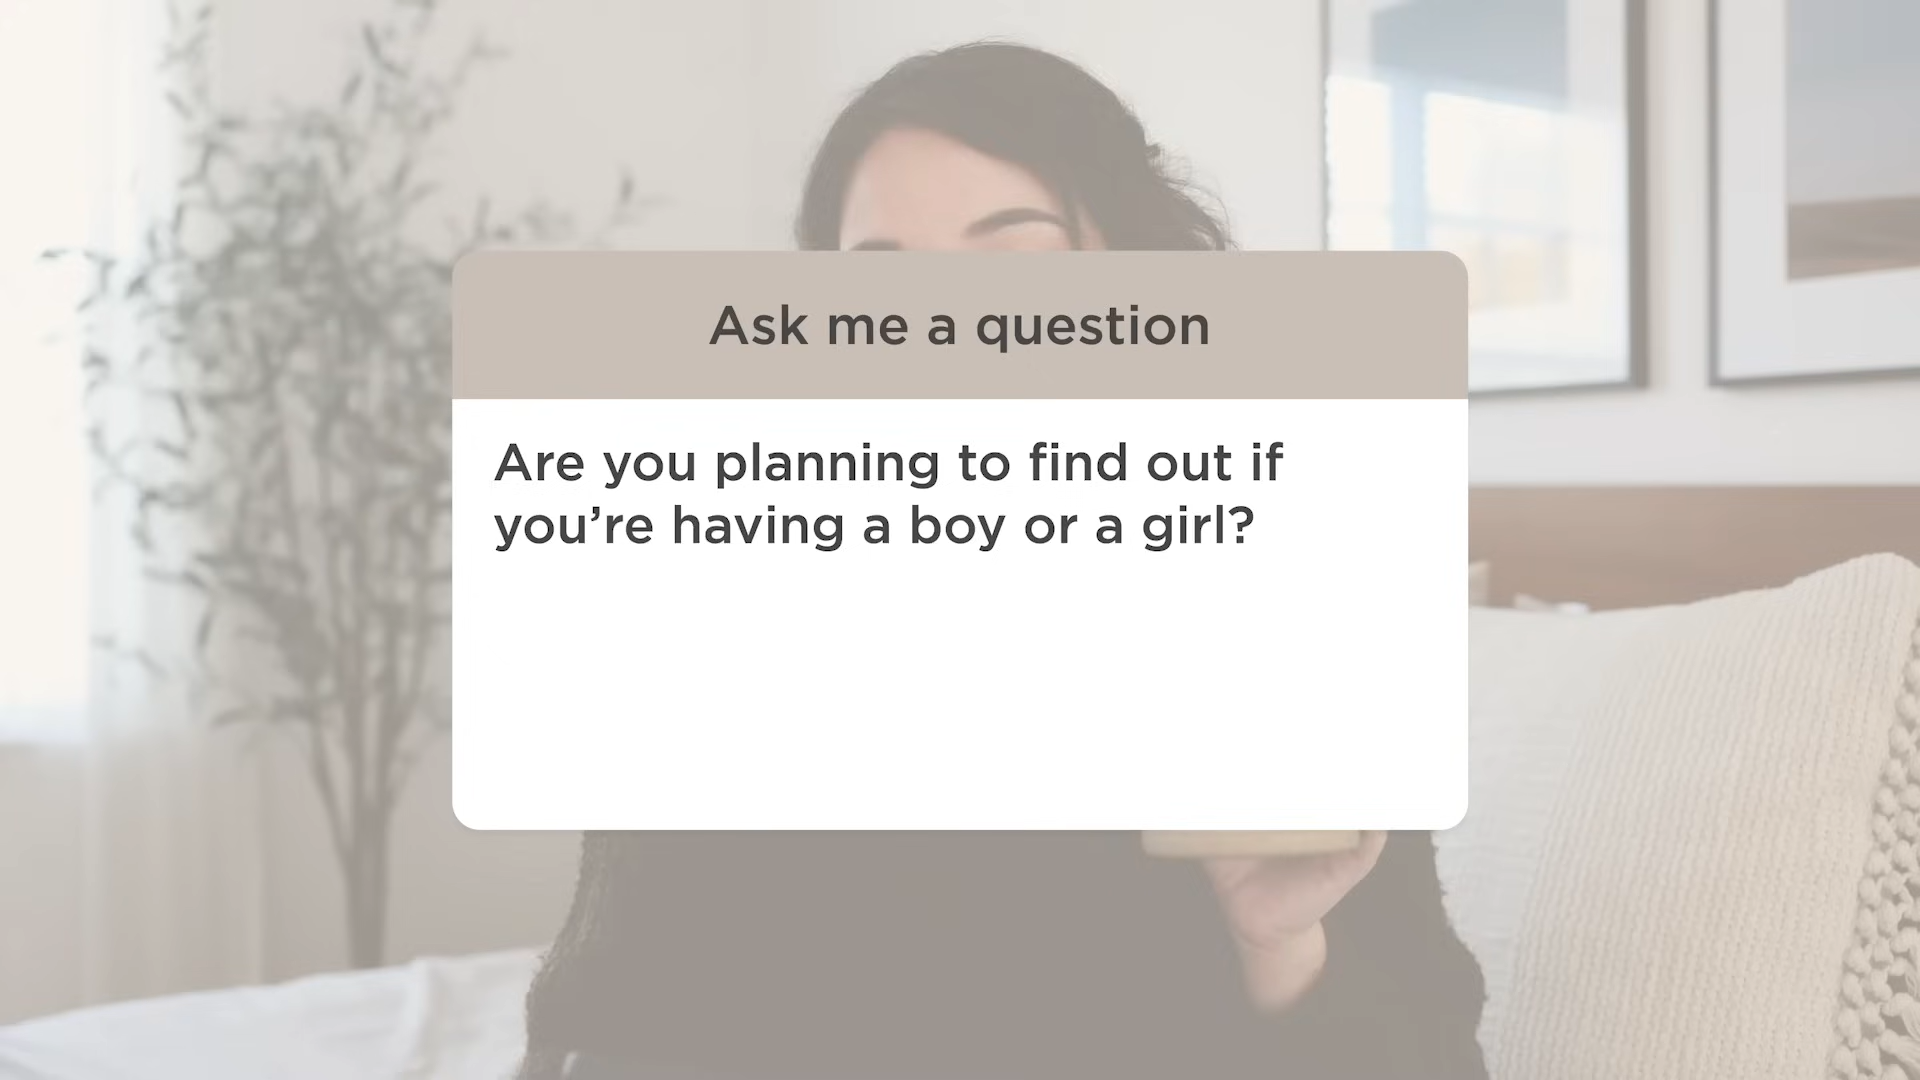 Ask me a question
Are you planning to find out if
you’re having a boy or a girl?